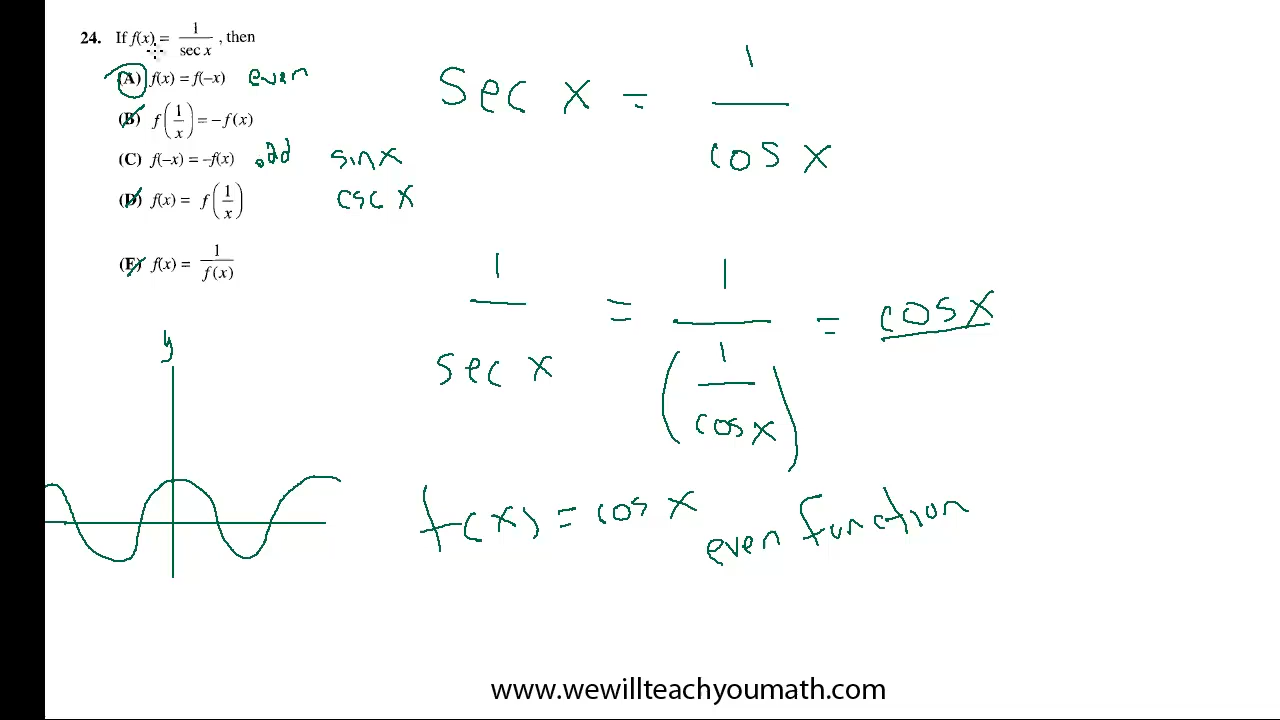 24. If f(x) = 1/sec x, then
(A) f(x) = f(–x) even
(B) f(1/x) = –f(x)
(C) f(–x) = –f(x) odd sin x
(D) f(x) = f(1/x) csc x
(E) f(x) = 1/f(x)
sec x = 1/cos x
1/sec x = 1/(1/cos x) = cos x
y
f(x) = cos x even function
www.wewillteachyoumath.com